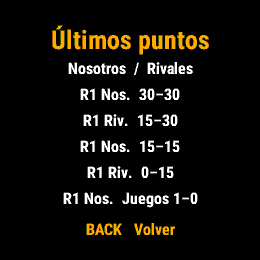 Últimos puntos
Nosotros / Rivales
R1 Nos. 30–30
R1 Riv. 15–30
R1 Nos. 15–15
R1 Riv. 0–15
R1 Nos. Juegos 1–0
BACK Volver